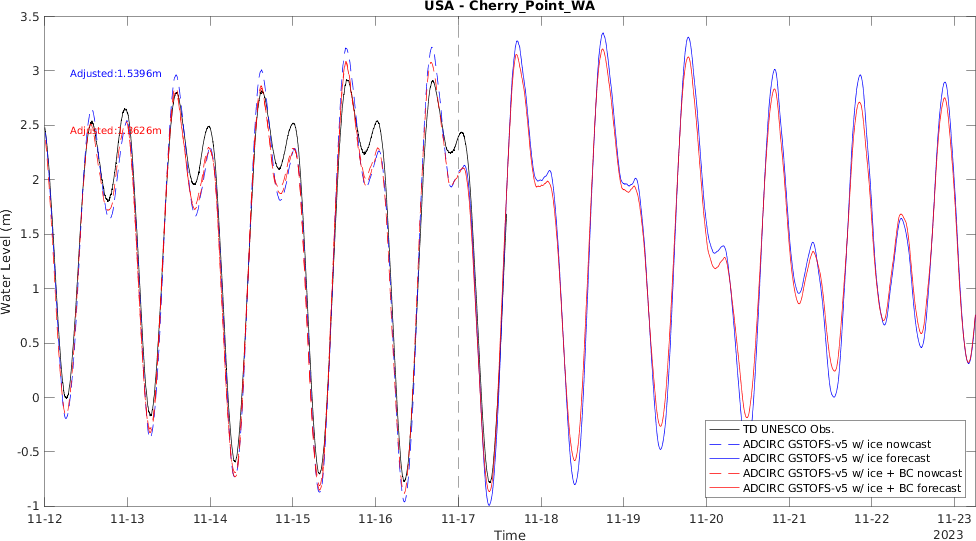 USA - Cherry_Point_WA
3.5
3
2.5
2
1.5
1
0.5
0
-0.5
-1
Water Level (m)
Adjusted:1.5396m
TD UNESCO Obs.
ADCIRC GSTOFS-v5 w/ ice nowcast
ADCIRC GSTOFS-v5 w/ ice forecast
ADCIRC GSTOFS-v5 w/ ice + BC nowcast
ADCIRC GSTOFS-v5 w/ ice + BC forecast
11-12 11-13 11-14 11-15 11-16 11-17 11-18 11-19 11-20 11-21 11-22 11-23
Time
2023